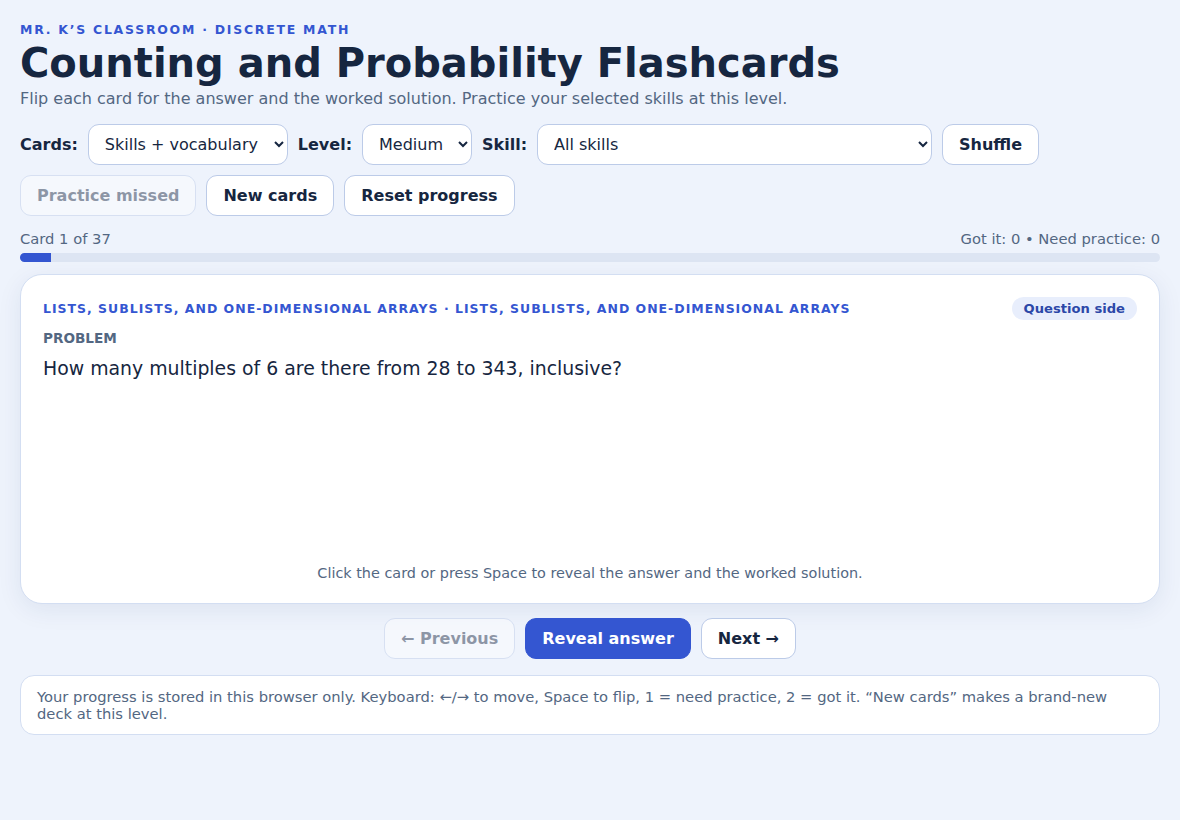 MR. K’S CLASSROOM · DISCRETE MATH
Counting and Probability Flashcards
Flip each card for the answer and the worked solution. Practice your selected skills at this level.
Cards: Skills + vocabulary Level: Medium Skill: All skills Shuffle
Practice missed New cards Reset progress
Card 1 of 37 Got it: 0 • Need practice: 0
LISTS, SUBLISTS, AND ONE-DIMENSIONAL ARRAYS · LISTS, SUBLISTS, AND ONE-DIMENSIONAL ARRAYS Question side
PROBLEM
How many multiples of 6 are there from 28 to 343, inclusive?
Click the card or press Space to reveal the answer and the worked solution.
← Previous Reveal answer Next →
Your progress is stored in this browser only. Keyboard: ←/→ to move, Space to flip, 1 = need practice, 2 = got it. “New cards” makes a brand-new
deck at this level.